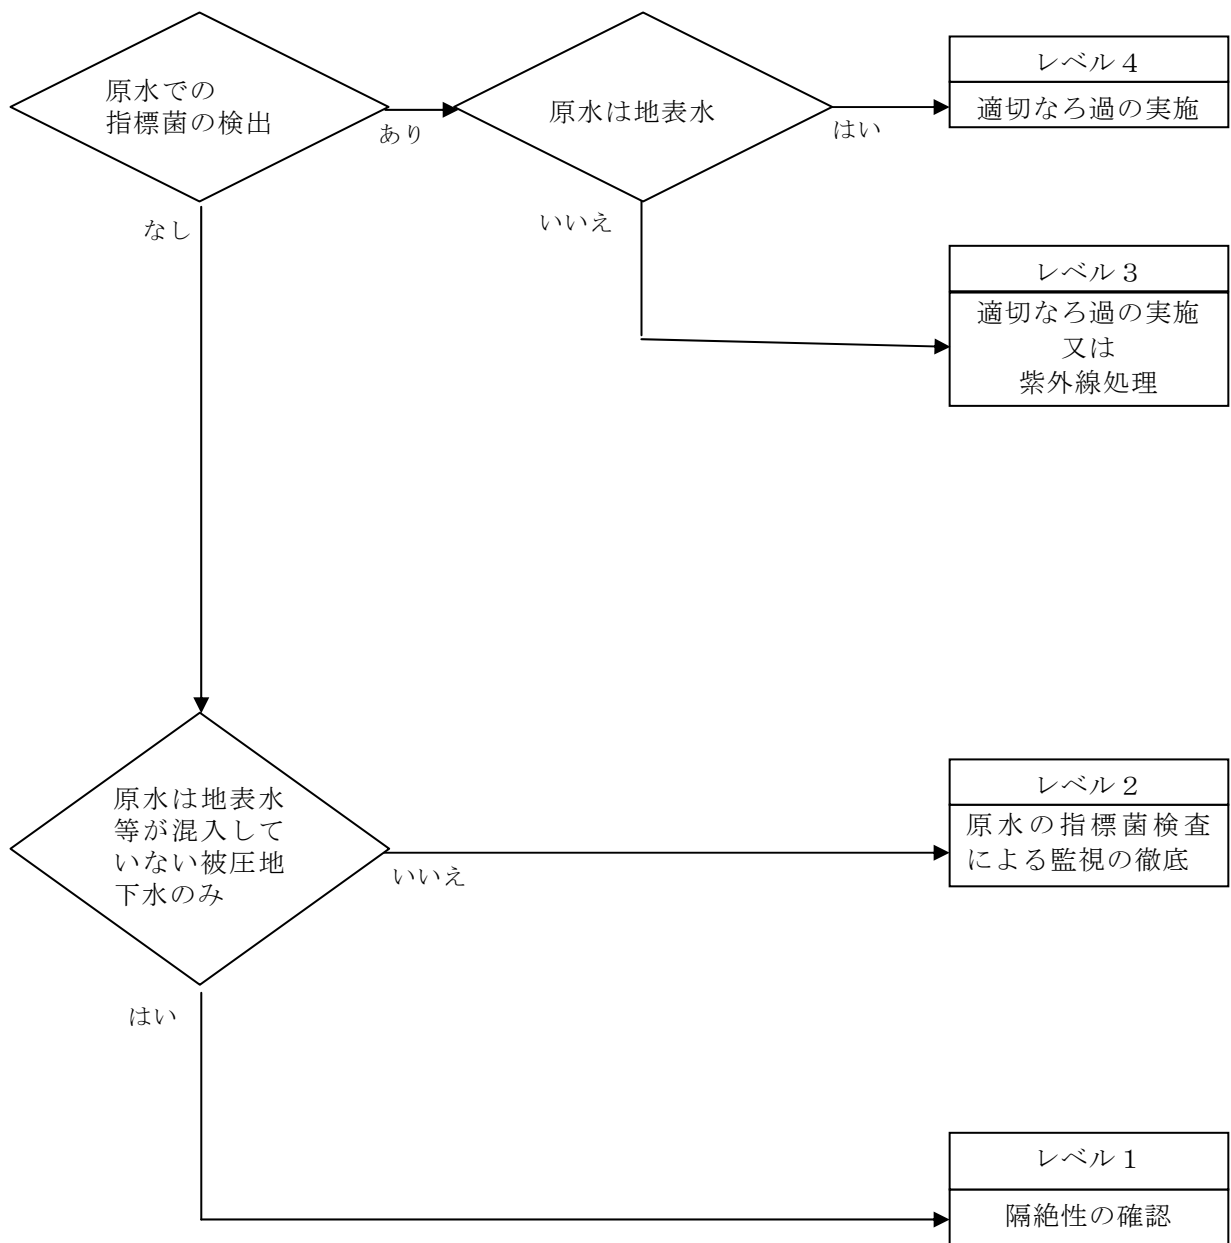 原水での
指標菌の検出
あり
原水は地表水
はい
レベル４
適切なろ過の実施
なし
いいえ
レベル３
適切なろ過の実施
又は
紫外線処理
原水は地表水
等が混入して
いない被圧地
下水のみ
いいえ
レベル２
原水の指標菌検査
による監視の徹底
はい
レベル１
隔絶性の確認